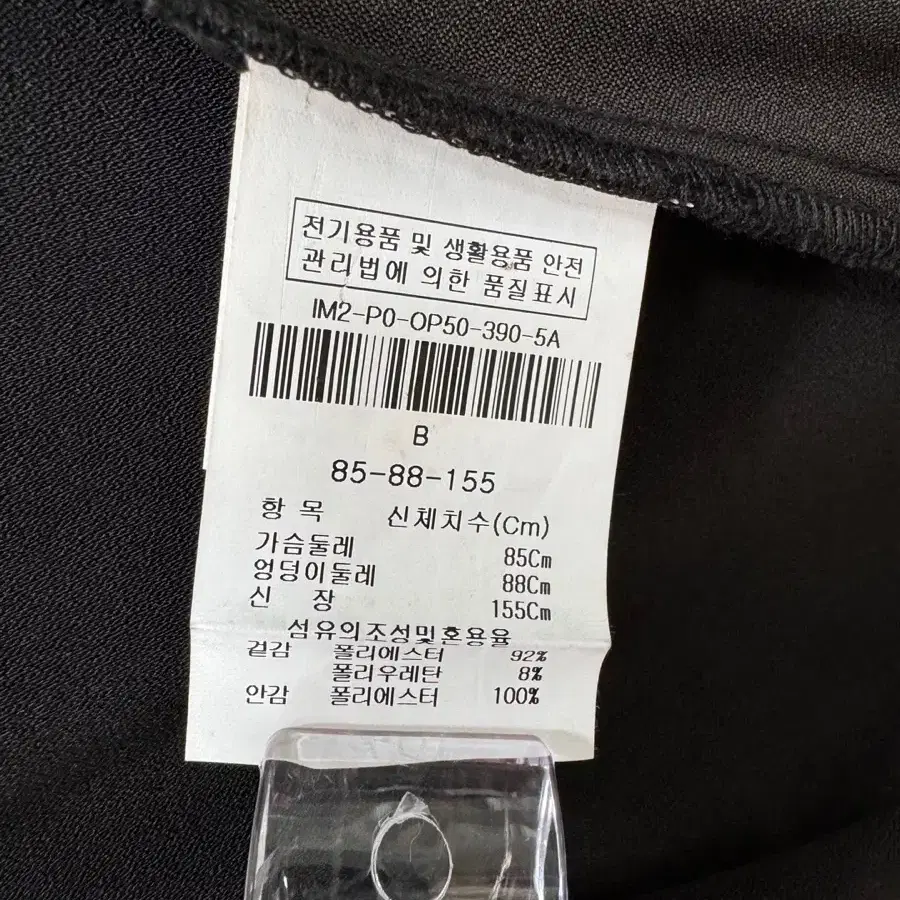 전기용품 및 생활용품 안전
관리법에 의한 품질표시
IM2-P0-OP50-390-5A
B
85-88-155
항 목 신체치수(Cm)
가슴둘레 85Cm
엉덩이둘레 88Cm
신 장 155Cm
섬유의조성및혼용율
겉감 폴리에스터 92%
폴리우레탄 8%
안감 폴리에스터 100%